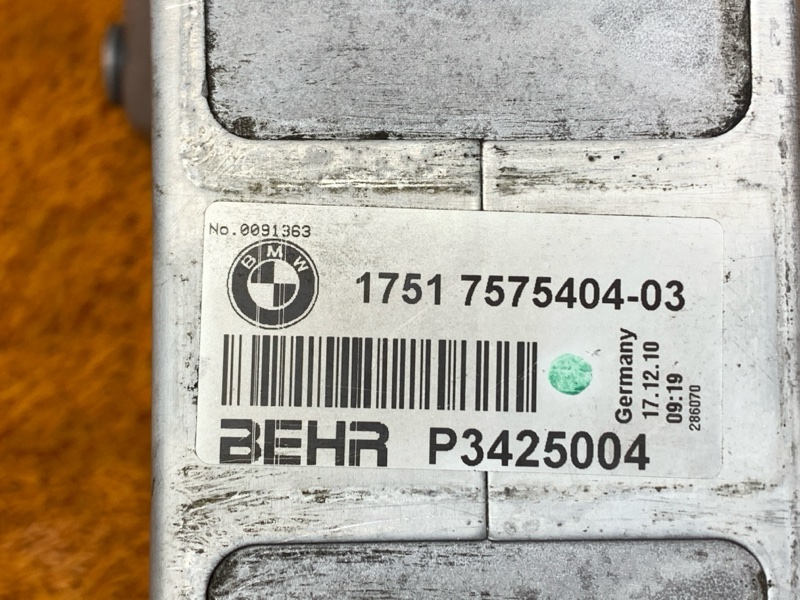 No.0091363
BMW
1751 7575404-03
Germany
17.12.10
09:19
286070
BEHR P3425004